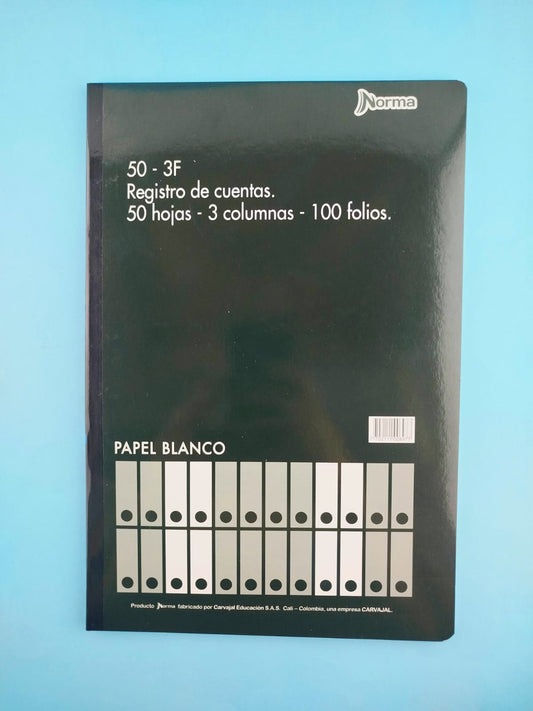 Norma
50 - 3F
Registro de cuentas.
50 hojas - 3 columnas - 100 folios.
PAPEL BLANCO
Producto Norma fabricado por Carvajal Educación S.A.S. Cali – Colombia, una empresa CARVAJAL.